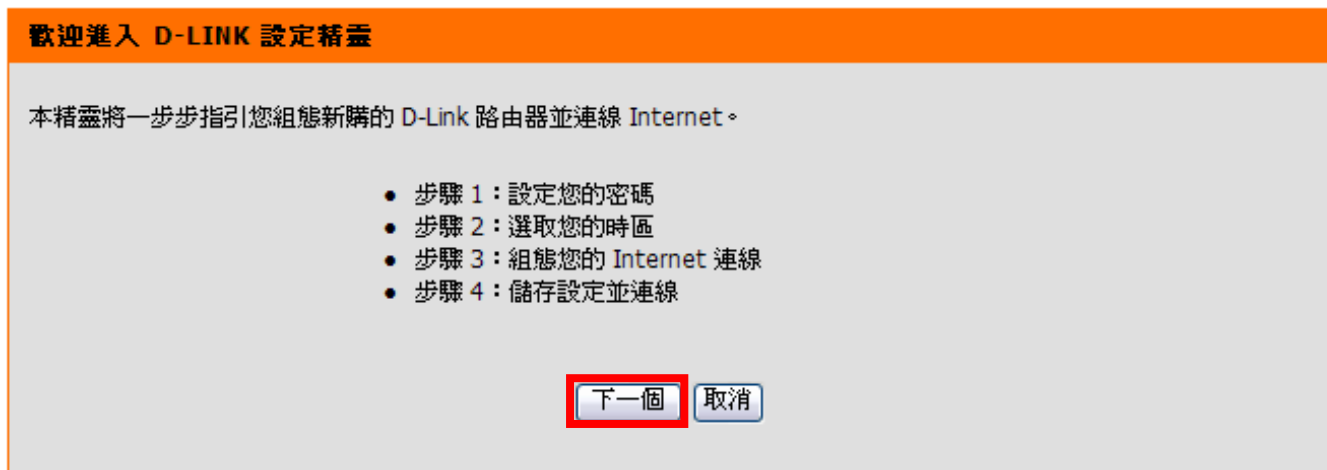 歡迎進入 D-LINK 設定精靈
本精靈將一步步指引您組態新購的 D-Link 路由器並連線 Internet。
● 步驟 1：設定您的密碼
● 步驟 2：選取您的時區
● 步驟 3：組態您的 Internet 連線
● 步驟 4：儲存設定並連線
下一個 取消